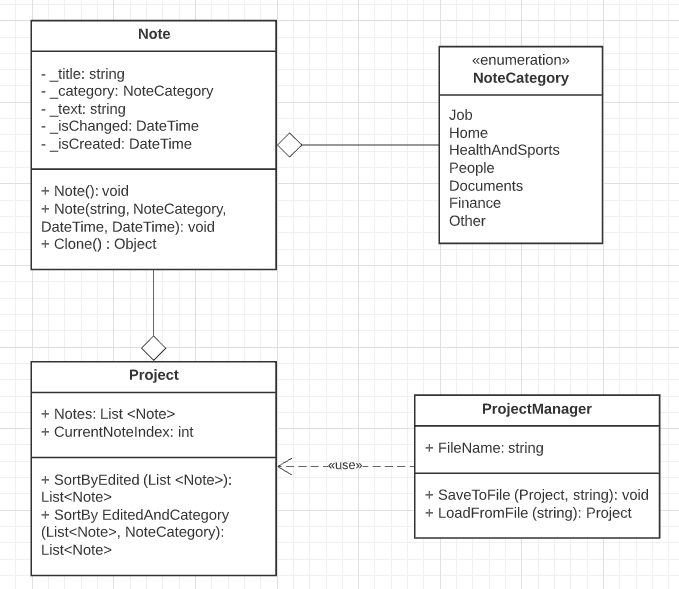 Note
- _title: string
- _category: NoteCategory
- _text: string
- _isChanged: DateTime
- _isCreated: DateTime
+ Note(): void
+ Note(string, NoteCategory,
DateTime, DateTime): void
+ Clone() : Object
«enumeration»
NoteCategory
Job
Home
HealthAndSports
People
Documents
Finance
Other
Project
+ Notes: List <Note>
+ CurrentNoteIndex: int
+ SortByEdited (List <Note>):
List<Note>
+ SortBy EditedAndCategory
(List<Note>, NoteCategory):
List<Note>
«use»
ProjectManager
+ FileName: string
+ SaveToFile (Project, string): void
+ LoadFromFile (string): Project